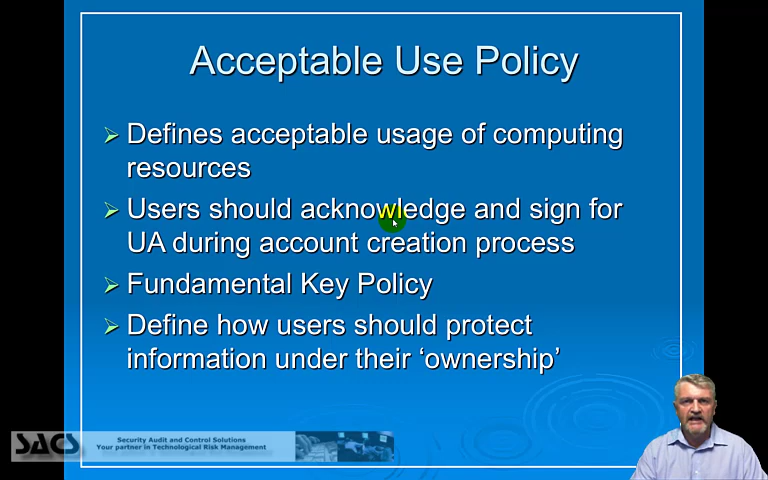 Acceptable Use Policy
Defines acceptable usage of computing
resources
Users should acknowledge and sign for
UA during account creation process
Fundamental Key Policy
Define how users should protect
information under their ‘ownership’
SACS
Security Audit and Control Solutions
Your partner in Technological Risk Management